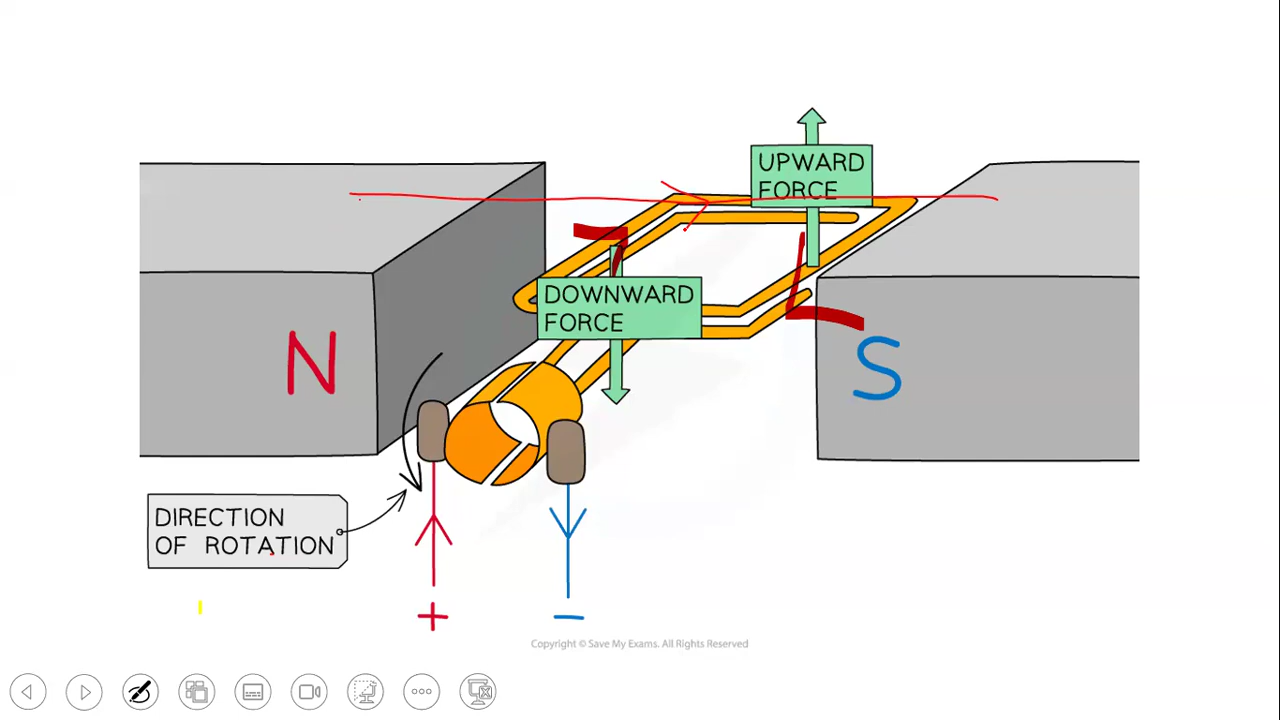 UPWARD
FORCE
DOWNWARD
FORCE
N
S
DIRECTION
OF ROTATION
+
−
Copyright © Save My Exams. All Rights Reserved